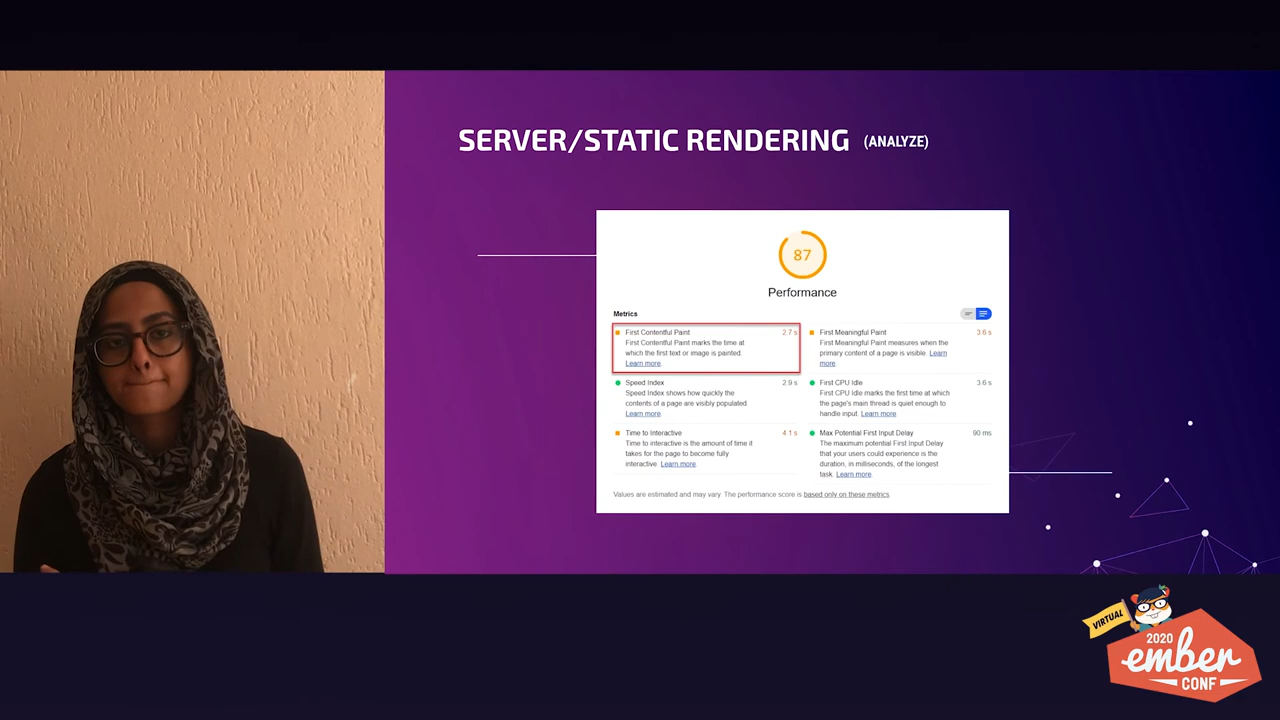 SERVER/STATIC RENDERING (ANALYZE)
87
Performance
Metrics
First Contentful Paint 2.7 s
First Contentful Paint marks the time at
which the first text or image is painted.
Learn more.
First Meaningful Paint 3.6 s
First Meaningful Paint measures when the
primary content of a page is visible. Learn
more.
Speed Index 2.9 s
Speed Index shows how quickly the
contents of a page are visibly populated.
Learn more.
First CPU Idle 3.6 s
First CPU Idle marks the first time at which
the page's main thread is quiet enough to
handle input. Learn more.
Time to Interactive 4.1 s
Time to interactive is the amount of time it
takes for the page to become fully
interactive. Learn more.
Max Potential First Input Delay 90 ms
The maximum potential First Input Delay
that your users could experience is the
duration, in milliseconds, of the longest
task. Learn more.
Values are estimated and may vary. The performance score is based only on these metrics.
VIRTUAL
2020
ember
CONF